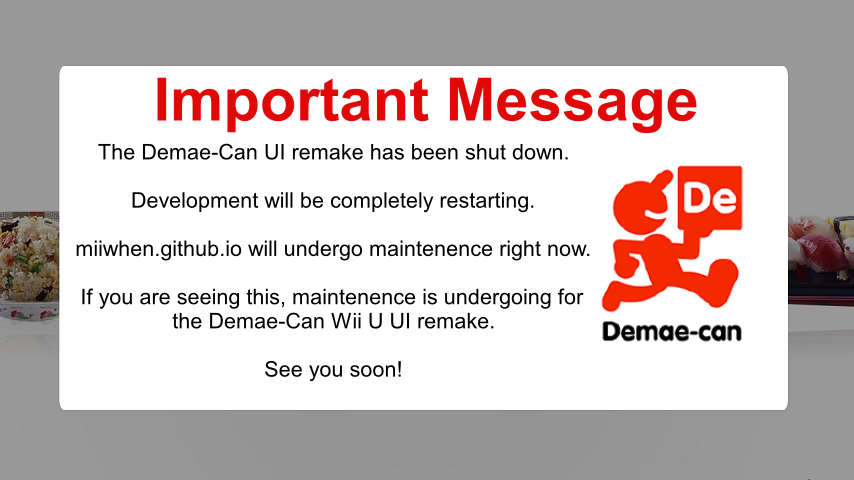 Important Message
The Demae-Can UI remake has been shut down.
Development will be completely restarting.
miiwhen.github.io will undergo maintenence right now.
If you are seeing this, maintenence is undergoing for
the Demae-Can Wii U UI remake.
See you soon!
De
Demae-can